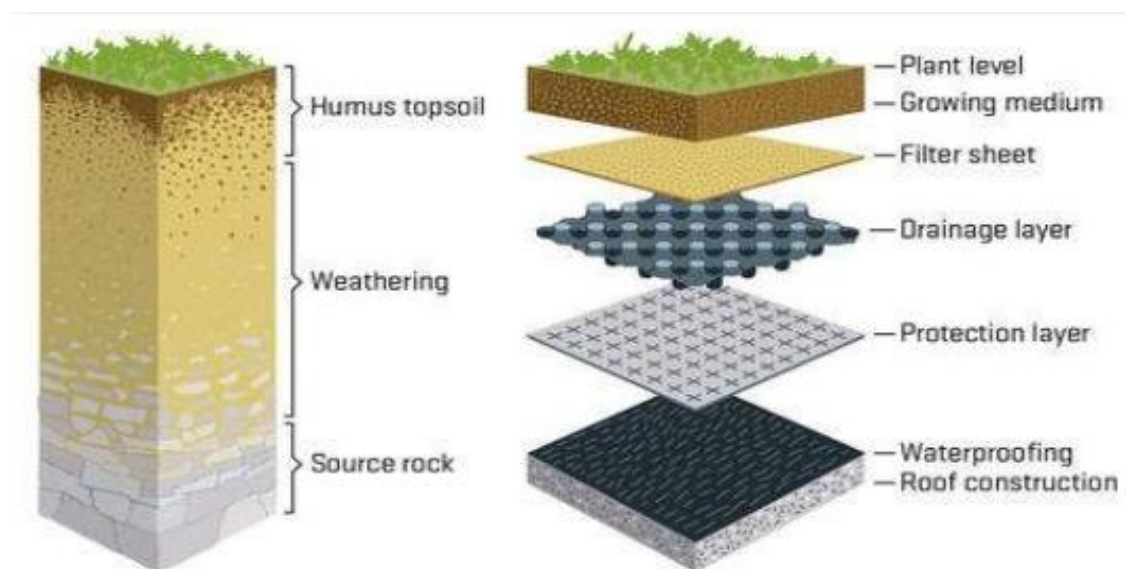 Humus topsoil
Weathering
Source rock
Plant level
Growing medium
Filter sheet
Drainage layer
Protection layer
Waterproofing
Roof construction